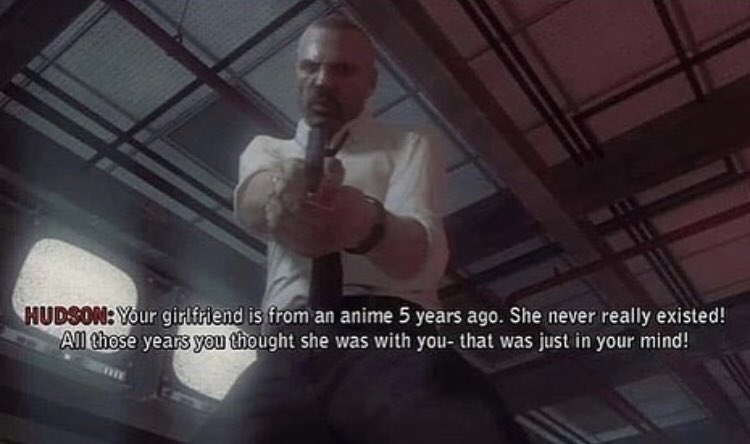 HUDSON: Your girlfriend is from an anime 5 years ago. She never really existed!
All those years you thought she was with you- that was just in your mind!